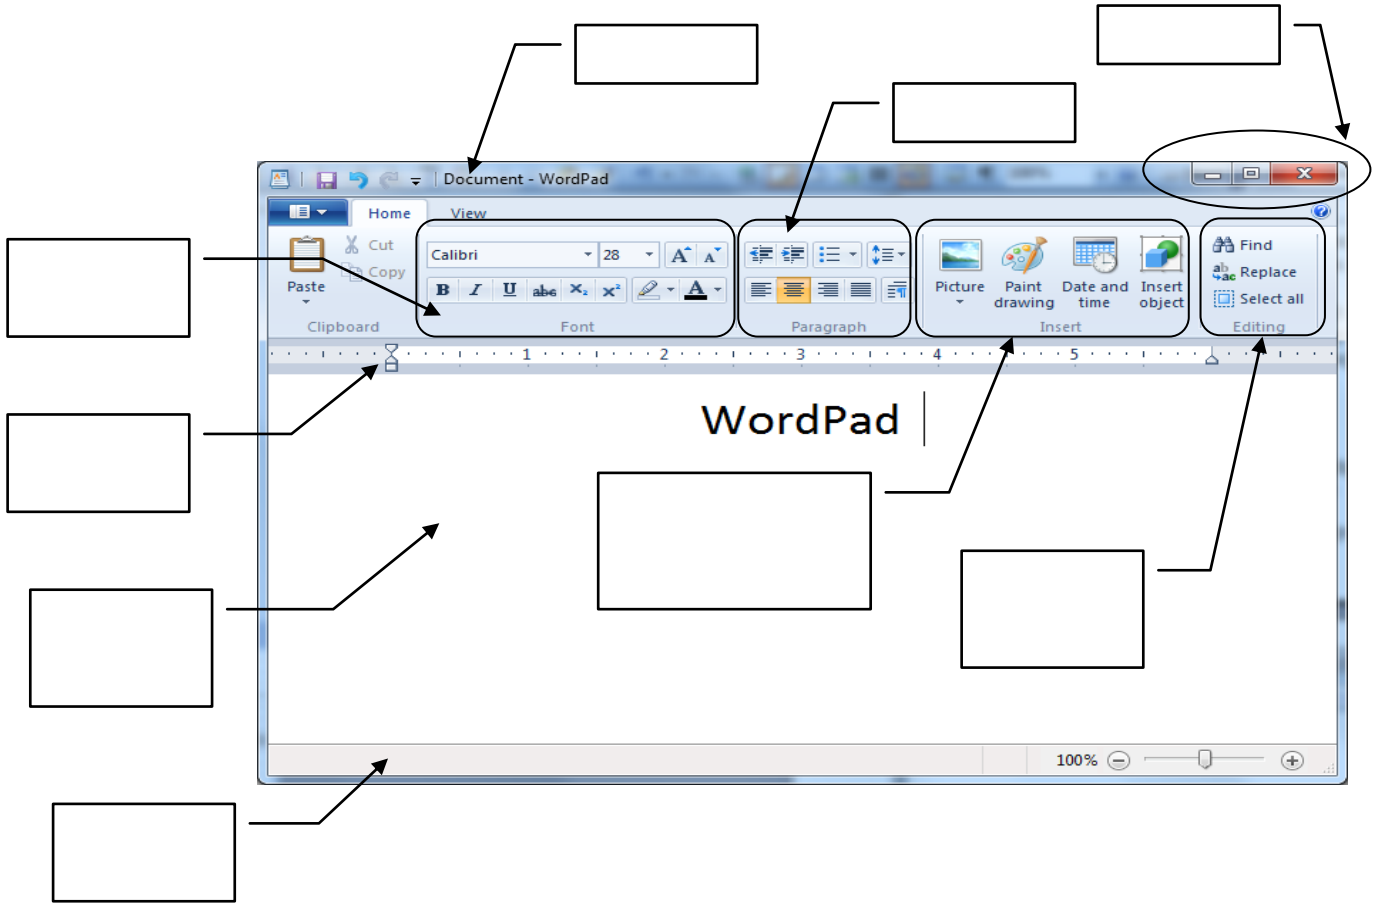 Document - WordPad
Home View
Paste
Cut
Copy
Clipboard
Calibri 28
B I U abc X₂ X²
A
Font
Paragraph
Picture
Paint drawing
Date and time
Insert object
Insert
Find
Replace
Select all
Editing
1 2 3 4 5
WordPad
100%